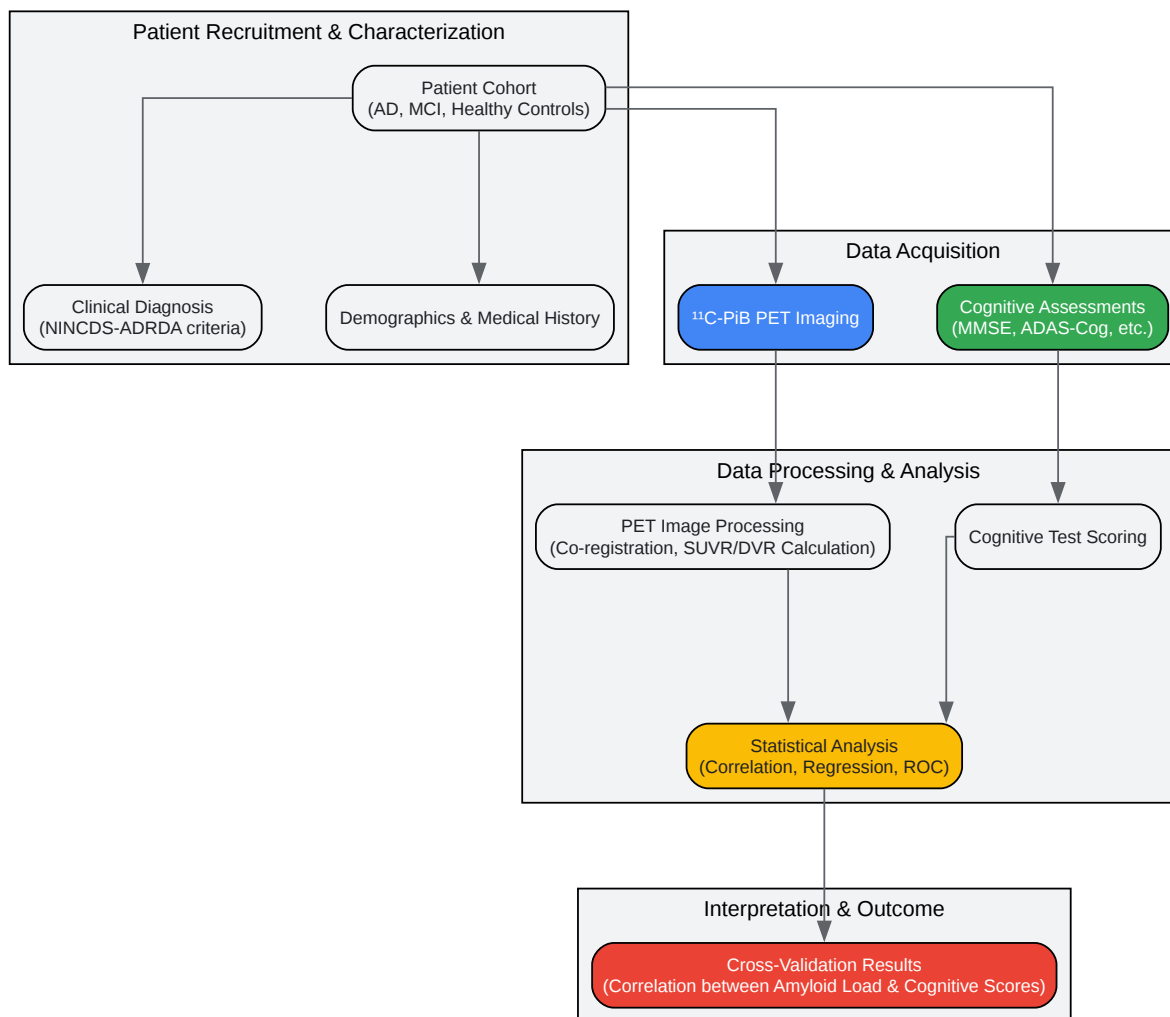 Patient Recruitment & Characterization
Patient Cohort
(AD, MCI, Healthy Controls)
Clinical Diagnosis
(NINCDS-ADRDA criteria)
Demographics & Medical History
Data Acquisition
¹¹C-PiB PET Imaging
Cognitive Assessments
(MMSE, ADAS-Cog, etc.)
Data Processing & Analysis
PET Image Processing
(Co-registration, SUVR/DVR Calculation)
Cognitive Test Scoring
Statistical Analysis
(Correlation, Regression, ROC)
Interpretation & Outcome
Cross-Validation Results
(Correlation between Amyloid Load & Cognitive Scores)